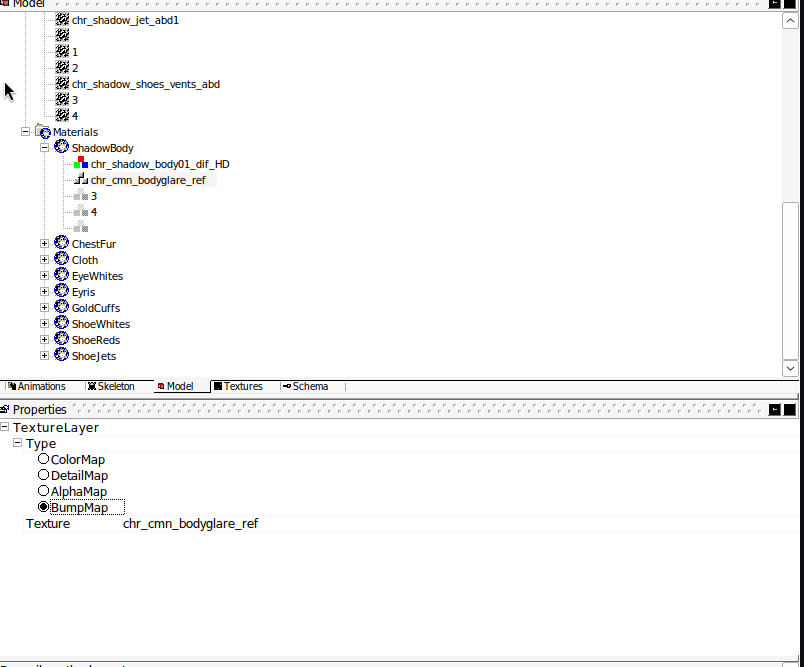 Model
chr_shadow_jet_abd1
1
2
chr_shadow_shoes_vents_abd
3
4
Materials
ShadowBody
chr_shadow_body01_dif_HD
chr_cmn_bodyglare_ref
3
4
ChestFur
Cloth
EyeWhites
Eyris
GoldCuffs
ShoeWhites
ShoeReds
ShoeJets
Animations Skeleton Model Textures Schema
Properties
TextureLayer
Type
ColorMap
DetailMap
AlphaMap
BumpMap
Texture chr_cmn_bodyglare_ref